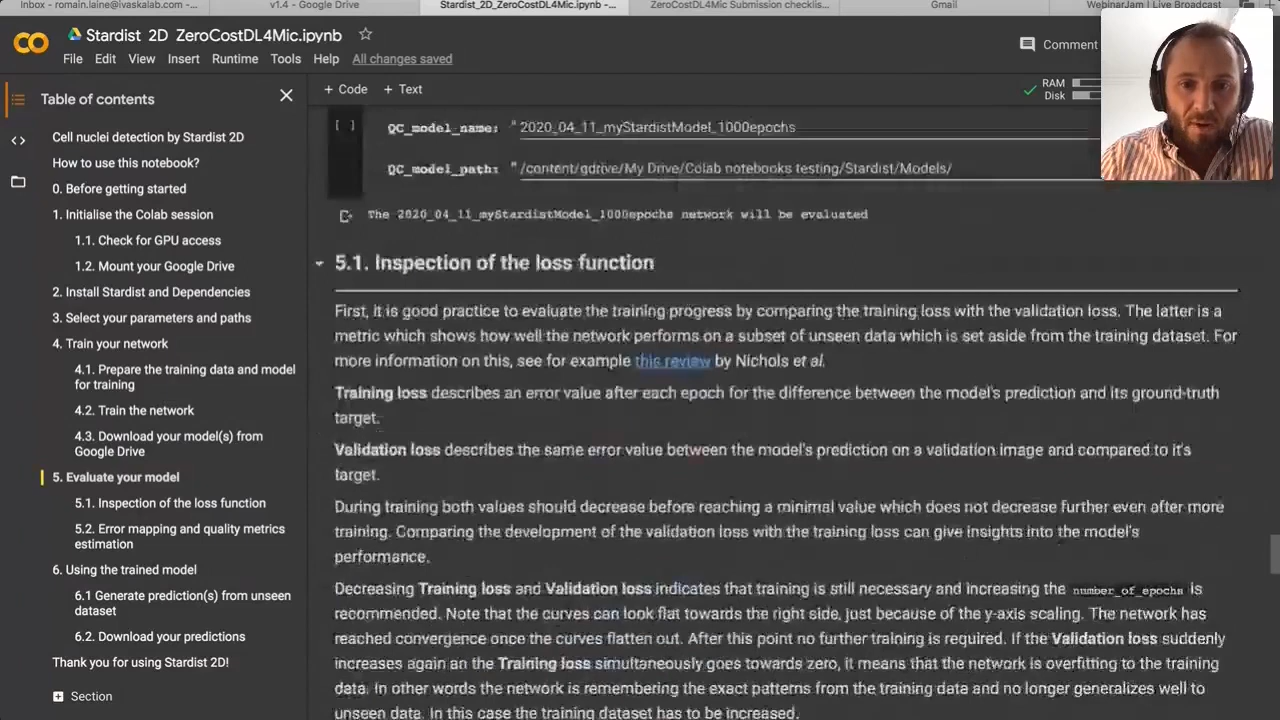 Inbox - romain.laine@lvaskalab.com -
v1.4 - Google Drive
Stardist_2D_ZeroCostDL4Mic.ipynb -...
ZeroCostDL4Mic Submission checklis...
Gmail
WebinarJam | Live Broadcast
Stardist_2D_ZeroCostDL4Mic.ipynb
File Edit View Insert Runtime Tools Help All changes saved
Comment
Table of contents
+ Code + Text
RAM
Disk
Cell nuclei detection by Stardist 2D
How to use this notebook?
0. Before getting started
1. Initialise the Colab session
1.1. Check for GPU access
1.2. Mount your Google Drive
2. Install Stardist and Dependencies
3. Select your parameters and paths
4. Train your network
4.1. Prepare the training data and model
for training
4.2. Train the network
4.3. Download your model(s) from
Google Drive
5. Evaluate your model
5.1. Inspection of the loss function
5.2. Error mapping and quality metrics
estimation
6. Using the trained model
6.1 Generate prediction(s) from unseen
dataset
6.2. Download your predictions
Thank you for using Stardist 2D!
Section
[ ] QC_model_name: "2020_04_11_myStardistModel_1000epochs
QC_model_path: "/content/gdrive/My Drive/Colab notebooks testing/Stardist/Models/
The 2020_04_11_myStardistModel_1000epochs network will be evaluated
5.1. Inspection of the loss function
First, it is good practice to evaluate the training progress by comparing the training loss with the validation loss. The latter is a
metric which shows how well the network performs on a subset of unseen data which is set aside from the training dataset. For
more information on this, see for example this review by Nichols et al.
Training loss describes an error value after each epoch for the difference between the model's prediction and its ground-truth
target.
Validation loss describes the same error value between the model's prediction on a validation image and compared to it's
target.
During training both values should decrease before reaching a minimal value which does not decrease further even after more
training. Comparing the development of the validation loss with the training loss can give insights into the model's
performance.
Decreasing Training loss and Validation loss indicates that training is still necessary and increasing the number_of_epochs is
recommended. Note that the curves can look flat towards the right side, just because of the y-axis scaling. The network has
reached convergence once the curves flatten out. After this point no further training is required. If the Validation loss suddenly
increases again an the Training loss simultaneously goes towards zero, it means that the network is overfitting to the training
data. In other words the network is remembering the exact patterns from the training data and no longer generalizes well to
unseen data. In this case the training dataset has to be increased.